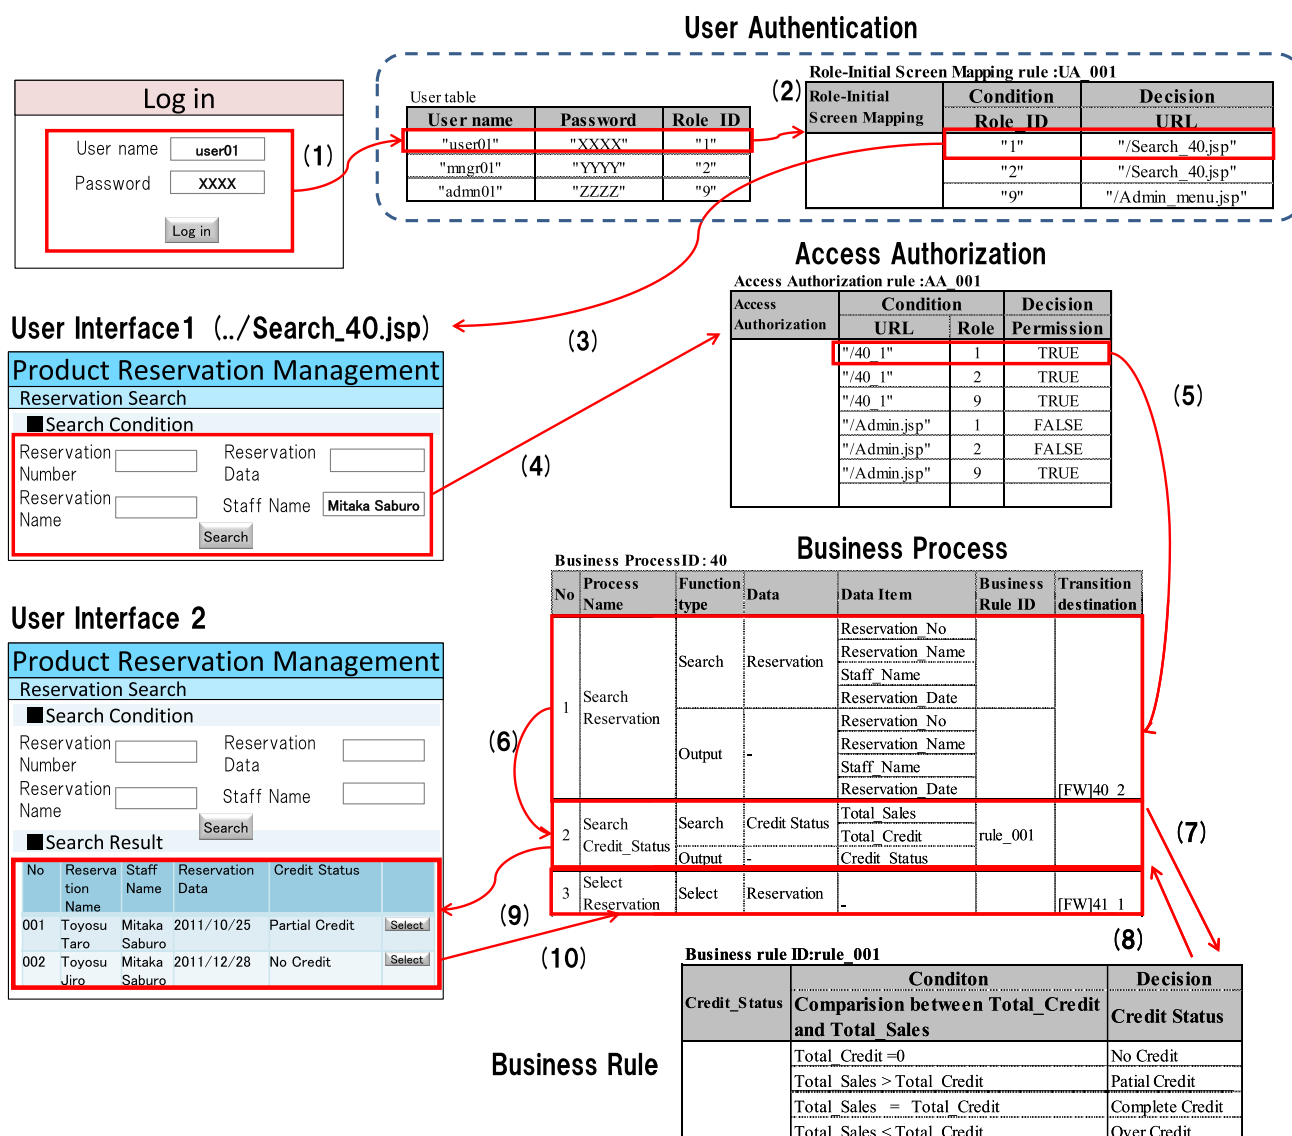 User Authentication
Log in
User name user01
Password XXXX
Log in
(1)
User table
User name Password Role_ID
"user01" "XXXX" "1"
"mngr01" "YYYY" "2"
"admn01" "ZZZZ" "9"
(2)
Role-Initial Screen Mapping rule :UA_001
Role-Initial Screen Mapping Condition Decision
Role_ID URL
"1" "/Search_40.jsp"
"2" "/Search_40.jsp"
"9" "/Admin_menu.jsp"
(3)
Access Authorization
Access Authorization rule :AA_001
Access Authorization Condition Decision
URL Role Permission
"/40_1" 1 TRUE
"/40_1" 2 TRUE
"/40_1" 9 TRUE
"/Admin.jsp" 1 FALSE
"/Admin.jsp" 2 FALSE
"/Admin.jsp" 9 TRUE
User Interface1 (../Search_40.jsp)
Product Reservation Management
Reservation Search
■Search Condition
Reservation Number
Reservation Data
Reservation Name
Staff Name Mitaka Saburo
Search
(4)
(5)
Business Process
Business ProcessID: 40
No Process Name Function type Data Data Item Business Rule ID Transition destination
1 Search Reservation Search Reservation Reservation_No
Reservation_Name
Staff_Name
Reservation_Date
Output - Reservation_No
Reservation_Name
Staff_Name
Reservation_Date [FW]40_2
2 Search Credit_Status Search Credit Status Total_Sales
Total_Credit rule_001
Output - Credit_Status
3 Select Reservation Select Reservation - [FW]41_1
(6)
(7)
(8)
(9)
(10)
User Interface 2
Product Reservation Management
Reservation Search
■Search Condition
Reservation Number
Reservation Data
Reservation Name
Staff Name
Search
■Search Result
No Reserva tion Name Staff Name Reservation Data Credit Status
001 Toyosu Taro Mitaka Saburo 2011/10/25 Partial Credit Select
002 Toyosu Jiro Mitaka Saburo 2011/12/28 No Credit Select
Business Rule
Business rule ID:rule_001
Credit_Status Conditon Decision
Comparision between Total_Credit and Total_Sales Credit Status
Total_Credit =0 No Credit
Total_Sales > Total_Credit Patial Credit
Total_Sales = Total_Credit Complete Credit
Total_Sales < Total_Credit Over Credit